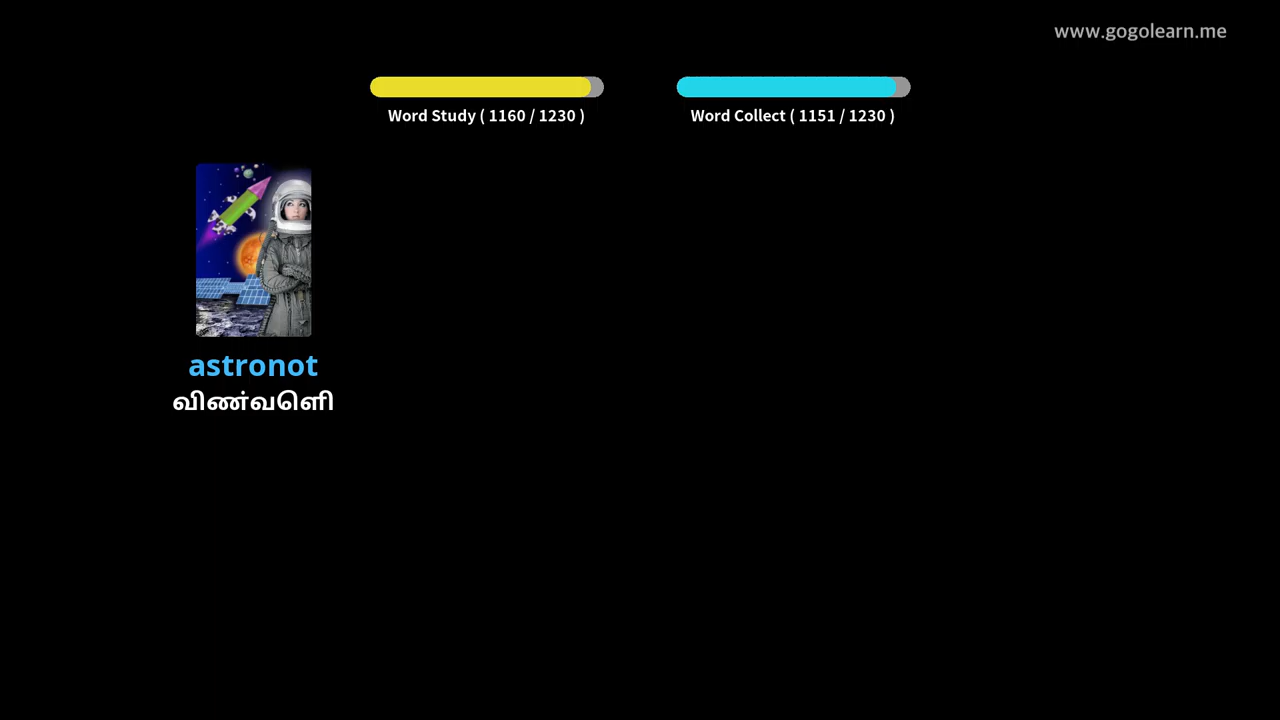 www.gogolearn.me
Word Study ( 1160 / 1230 )
Word Collect ( 1151 / 1230 )
astronot
விண்வெளி